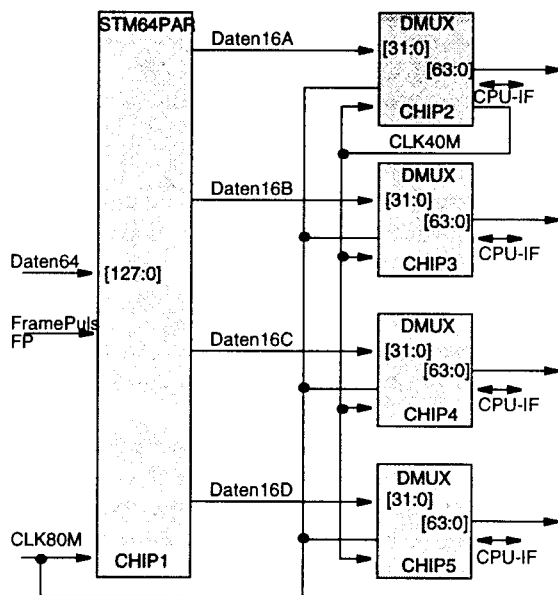 STM64PAR
DMUX
Daten16A
[31:0]
[63:0]
CPU-IF
CHIP2
CLK40M
DMUX
Daten16B
[31:0]
[63:0]
CPU-IF
CHIP3
Daten64
[127:0]
FramePuls
FP
DMUX
Daten16C
[31:0]
[63:0]
CPU-IF
CHIP4
DMUX
Daten16D
[31:0]
[63:0]
CLK80M
CPU-IF
CHIP1
CHIP5